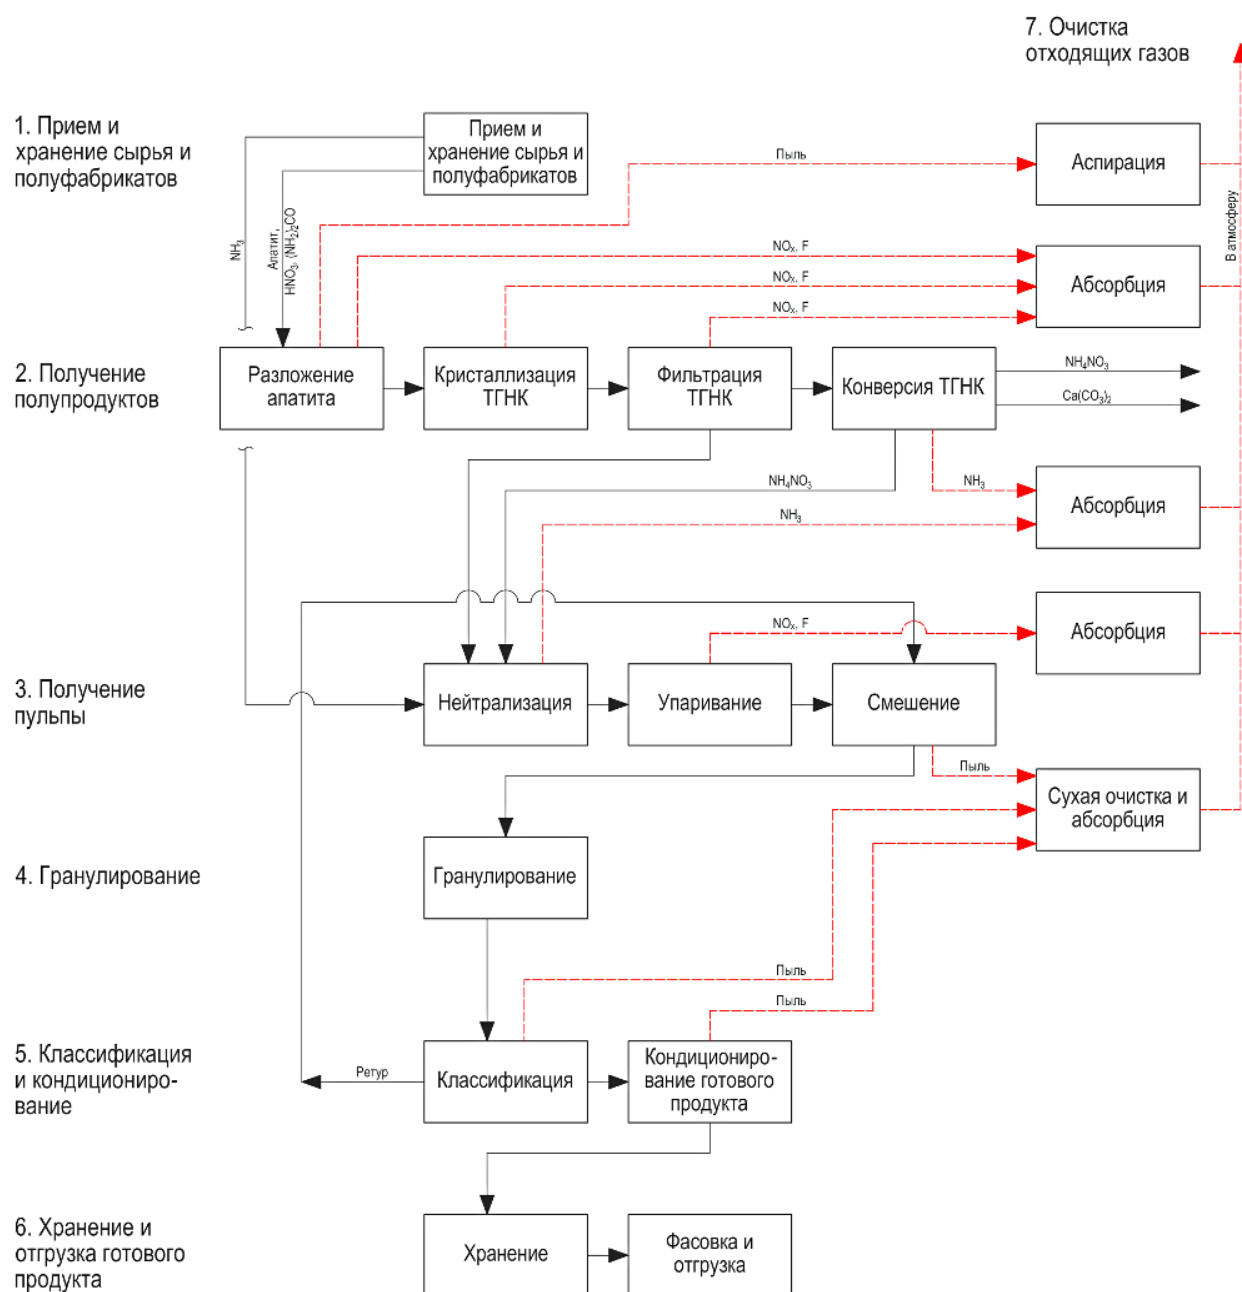 7. Очистка
отходящих газов
1. Прием и
хранение сырья и
полуфабрикатов
Прием и
хранение сырья и
полуфабрикатов
Пыль
Аспирация
NH₃
Апатит,
HNO₃, (NH₂)₂CO
В атмосферу
NOₓ, F
NOₓ, F
NOₓ, F
Абсорбция
2. Получение
полупродуктов
Разложение
апатита
Кристаллизация
ТГНК
Фильтрация
ТГНК
Конверсия ТГНК
NH₄NO₃
Ca(CO₃)₂
NH₄NO₃
NH₃
NH₃
Абсорбция
NOₓ, F
Абсорбция
3. Получение
пульпы
Нейтрализация
Упаривание
Смешение
Пыль
Сухая очистка и
абсорбция
4. Гранулирование
Гранулирование
Пыль
Пыль
5. Классификация
и кондициониро-
вание
Ретур
Классификация
Кондициониро-
вание готового
продукта
6. Хранение и
отгрузка готового
продукта
Хранение
Фасовка и
отгрузка